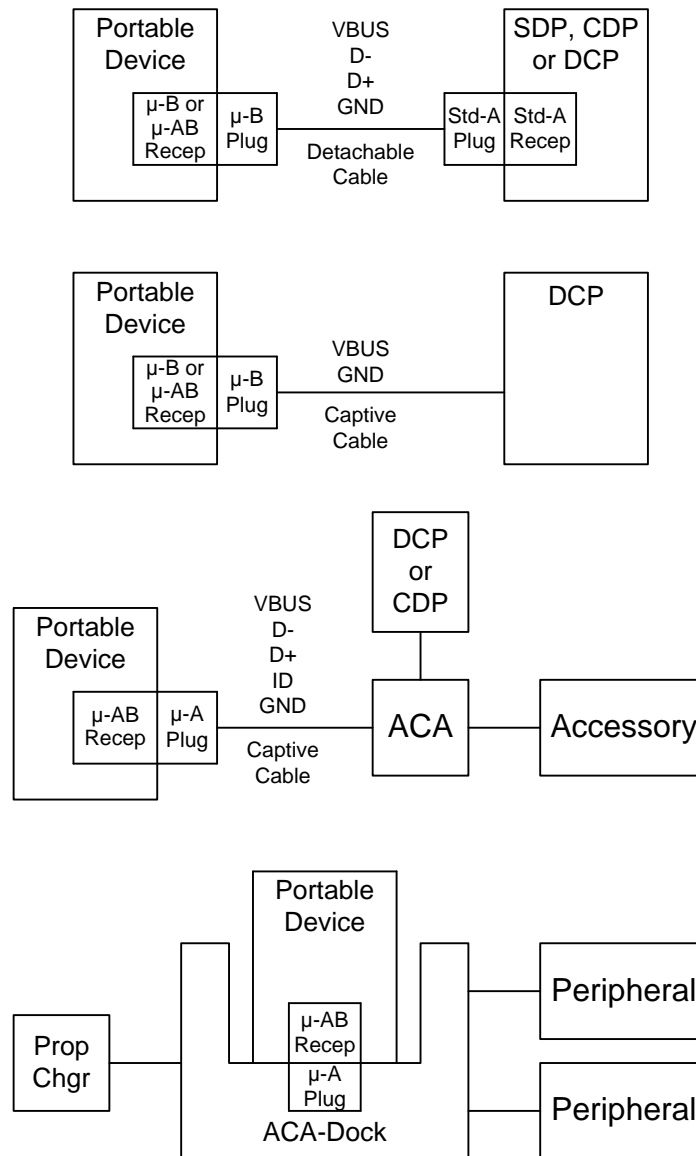 Portable
Device
μ-B or
μ-AB
Recep
μ-B
Plug
VBUS
D-
D+
GND
Detachable
Cable
Std-A
Plug
Std-A
Recep
SDP, CDP
or DCP
Portable
Device
μ-B or
μ-AB
Recep
μ-B
Plug
VBUS
GND
Captive
Cable
DCP
Portable
Device
μ-AB
Recep
μ-A
Plug
VBUS
D-
D+
ID
GND
Captive
Cable
DCP
or
CDP
ACA
Accessory
Portable
Device
μ-AB
Recep
μ-A
Plug
ACA-Dock
Prop
Chgr
Peripheral
Peripheral